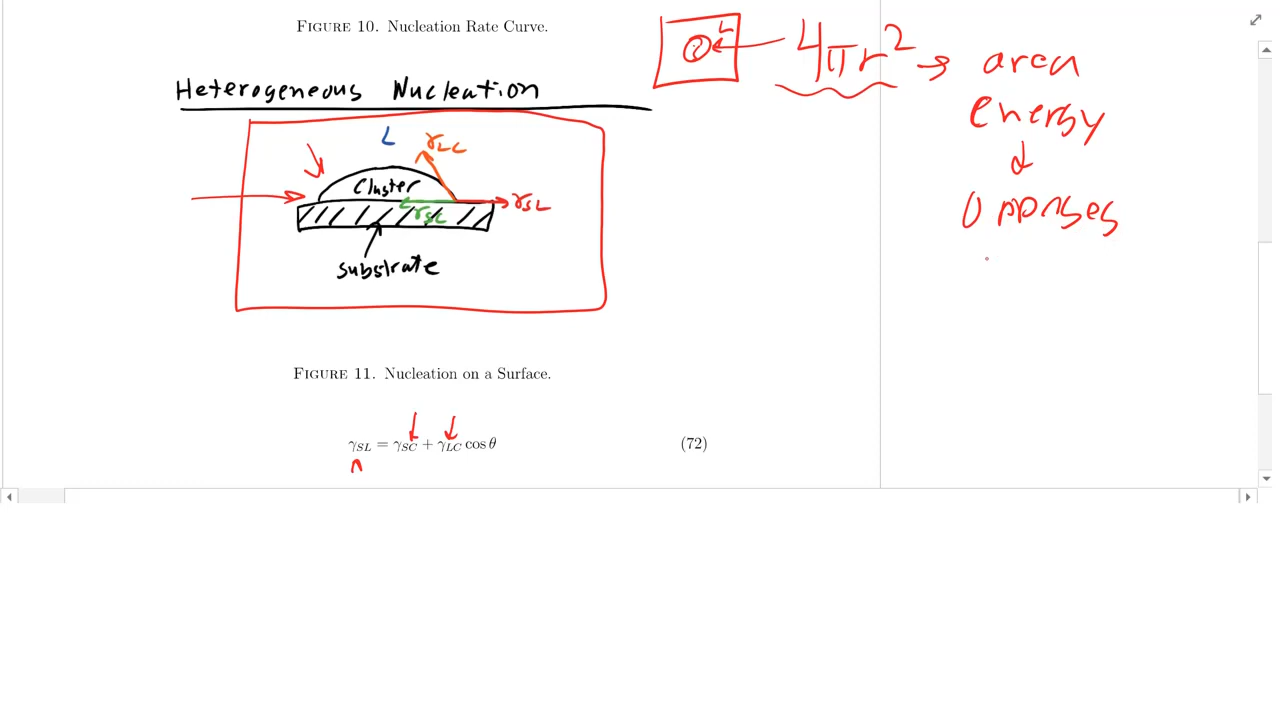 FIGURE 10. Nucleation Rate Curve.
L
4πr² → area
energy
↓
opposes
Heterogeneous Nucleation
L
γLC
cluster
γSL
γSC
substrate
FIGURE 11. Nucleation on a Surface.
γSL = γSC + γLC cos θ (72)